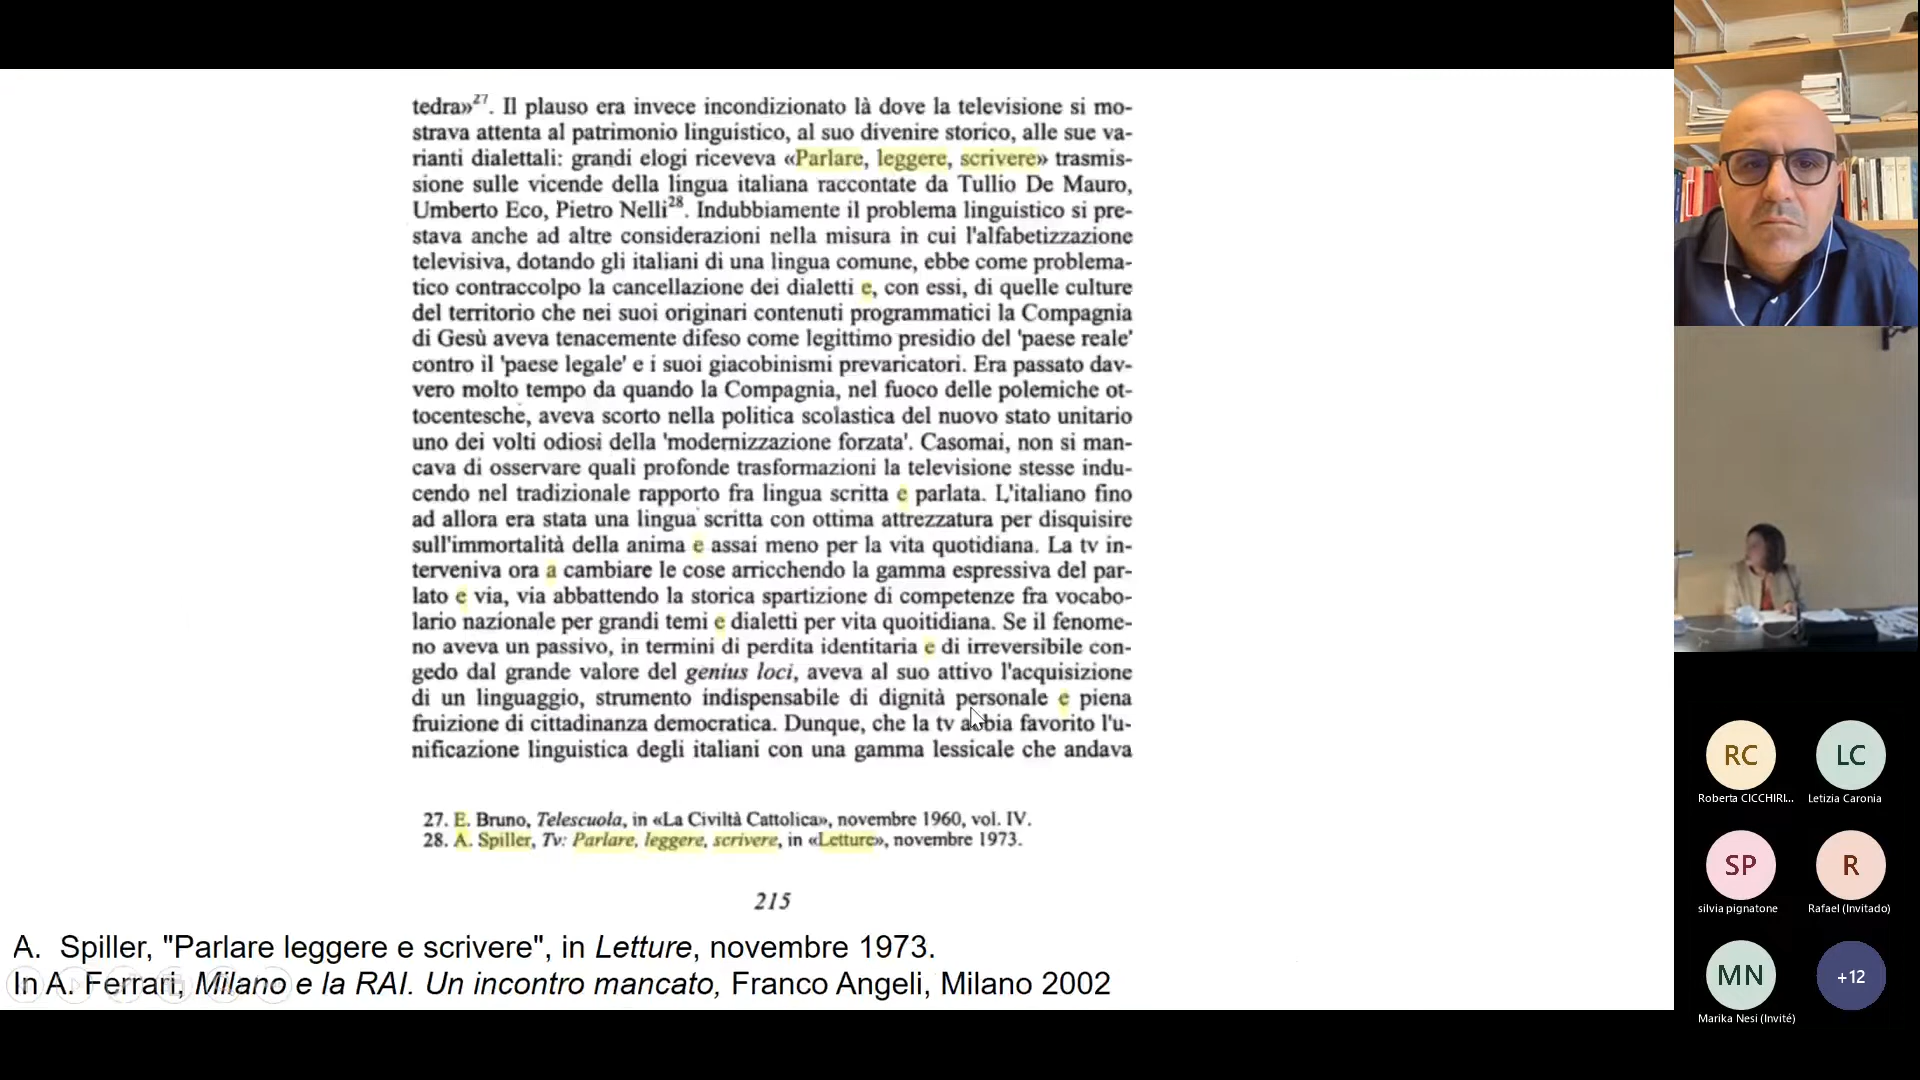 tedra»27. Il plauso era invece incondizionato là dove la televisione si mo-
strava attenta al patrimonio linguistico, al suo divenire storico, alle sue va-
rianti dialettali: grandi elogi riceveva «Parlare, leggere, scrivere» trasmis-
sione sulle vicende della lingua italiana raccontate da Tullio De Mauro,
Umberto Eco, Pietro Nelli28. Indubbiamente il problema linguistico si pre-
stava anche ad altre considerazioni nella misura in cui l'alfabetizzazione
televisiva, dotando gli italiani di una lingua comune, ebbe come problema-
tico contraccolpo la cancellazione dei dialetti e, con essi, di quelle culture
del territorio che nei suoi originari contenuti programmatici la Compagnia
di Gesù aveva tenacemente difeso come legittimo presidio del 'paese reale'
contro il 'paese legale' e i suoi giacobinismi prevaricatori. Era passato dav-
vero molto tempo da quando la Compagnia, nel fuoco delle polemiche ot-
tocentesche, aveva scorto nella politica scolastica del nuovo stato unitario
uno dei volti odiosi della 'modernizzazione forzata'. Casomai, non si man-
cava di osservare quali profonde trasformazioni la televisione stesse indu-
cendo nel tradizionale rapporto fra lingua scritta e parlata. L'italiano fino
ad allora era stata una lingua scritta con ottima attrezzatura per disquisire
sull'immortalità della anima e assai meno per la vita quotidiana. La tv in-
terveniva ora a cambiare le cose arricchendo la gamma espressiva del par-
lato e via, via abbattendo la storica spartizione di competenze fra vocabo-
lario nazionale per grandi temi e dialetti per vita quoitidiana. Se il fenome-
no aveva un passivo, in termini di perdita identitaria e di irreversibile con-
gedo dal grande valore del genius loci, aveva al suo attivo l'acquisizione
di un linguaggio, strumento indispensabile di dignità personale e piena
fruizione di cittadinanza democratica. Dunque, che la tv abbia favorito l'u-
nificazione linguistica degli italiani con una gamma lessicale che andava
27. E. Bruno, Telescuola, in «La Civiltà Cattolica», novembre 1960, vol. IV.
28. A. Spiller, Tv: Parlare, leggere, scrivere, in «Letture», novembre 1973.
215
A. Spiller, "Parlare leggere e scrivere", in Letture, novembre 1973.
In A. Ferrari, Milano e la RAI. Un incontro mancato, Franco Angeli, Milano 2002
RC
LC
Roberta CICCHIRI...
Letizia Caronia
SP
R
silvia pignatone
Rafael (Invitado)
MN
+12
Marika Nesi (Invité)